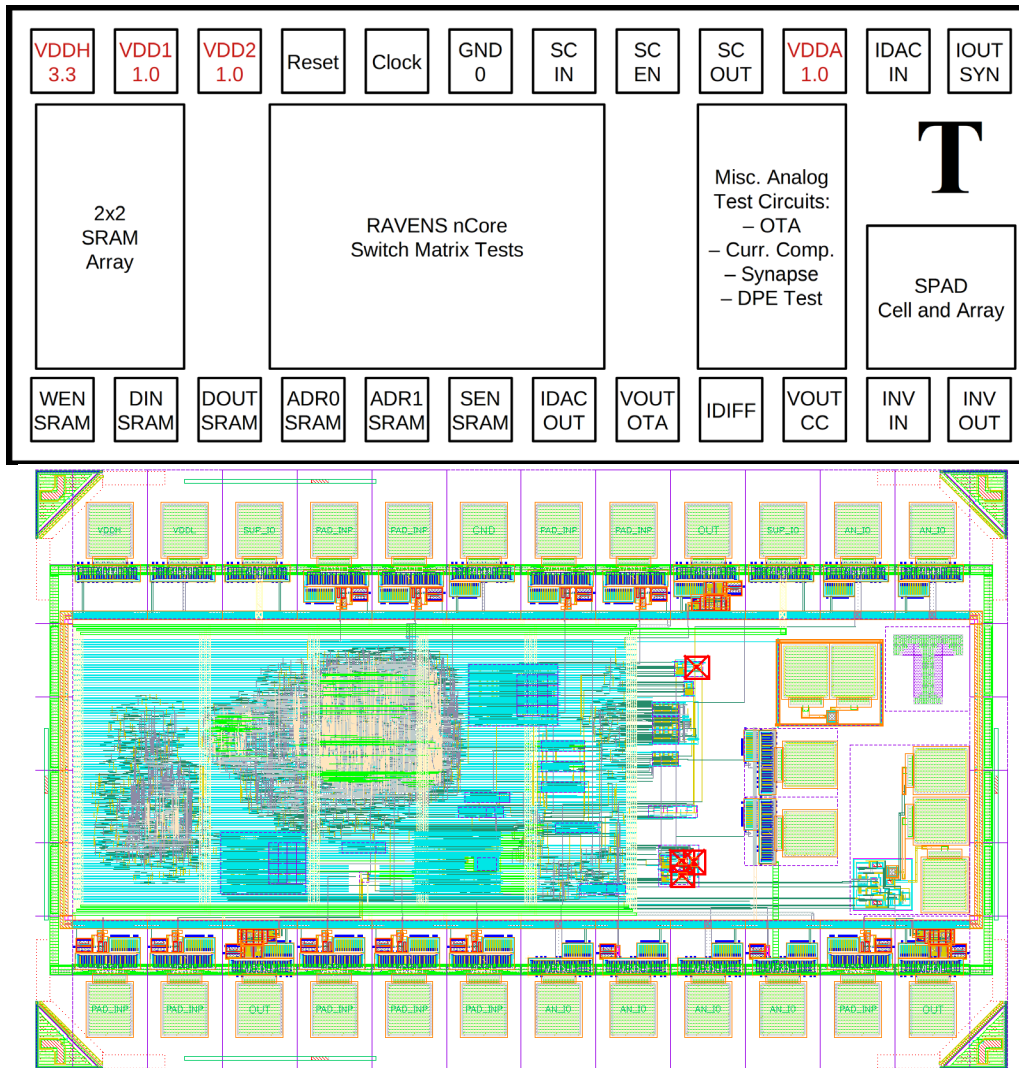 VDDH
3.3
VDD1
1.0
VDD2
1.0
Reset
Clock
GND
0
SC
IN
SC
EN
SC
OUT
VDDA
1.0
IDAC
IN
IOUT
SYN
2x2
SRAM
Array
RAVENS nCore
Switch Matrix Tests
Misc. Analog
Test Circuits:
– OTA
– Curr. Comp.
– Synapse
– DPE Test
T
SPAD
Cell and Array
WEN
SRAM
DIN
SRAM
DOUT
SRAM
ADR0
SRAM
ADR1
SRAM
SEN
SRAM
IDAC
OUT
VOUT
OTA
IDIFF
VOUT
CC
INV
IN
INV
OUT
VDDH
VDDL
SUP_IO
PAD_INP
PAD_INP
GND
PAD_INP
PAD_INP
OUT
SUP_IO
AN_IO
AN_IO
T
PAD_INP
PAD_INP
OUT
PAD_INP
PAD_INP
PAD_INP
AN_IO
AN_IO
AN_IO
AN_IO
PAD_INP
OUT